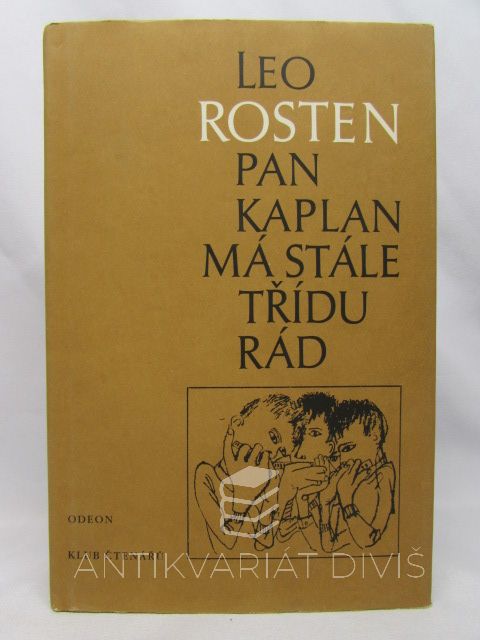 LEO
ROSTEN
PAN
KAPLAN
MÁ STÁLE
TŘÍDU
RÁD
ODEON
KLUB ČTENÁŘŮ
ANTIKVARIÁT DIVIŠ